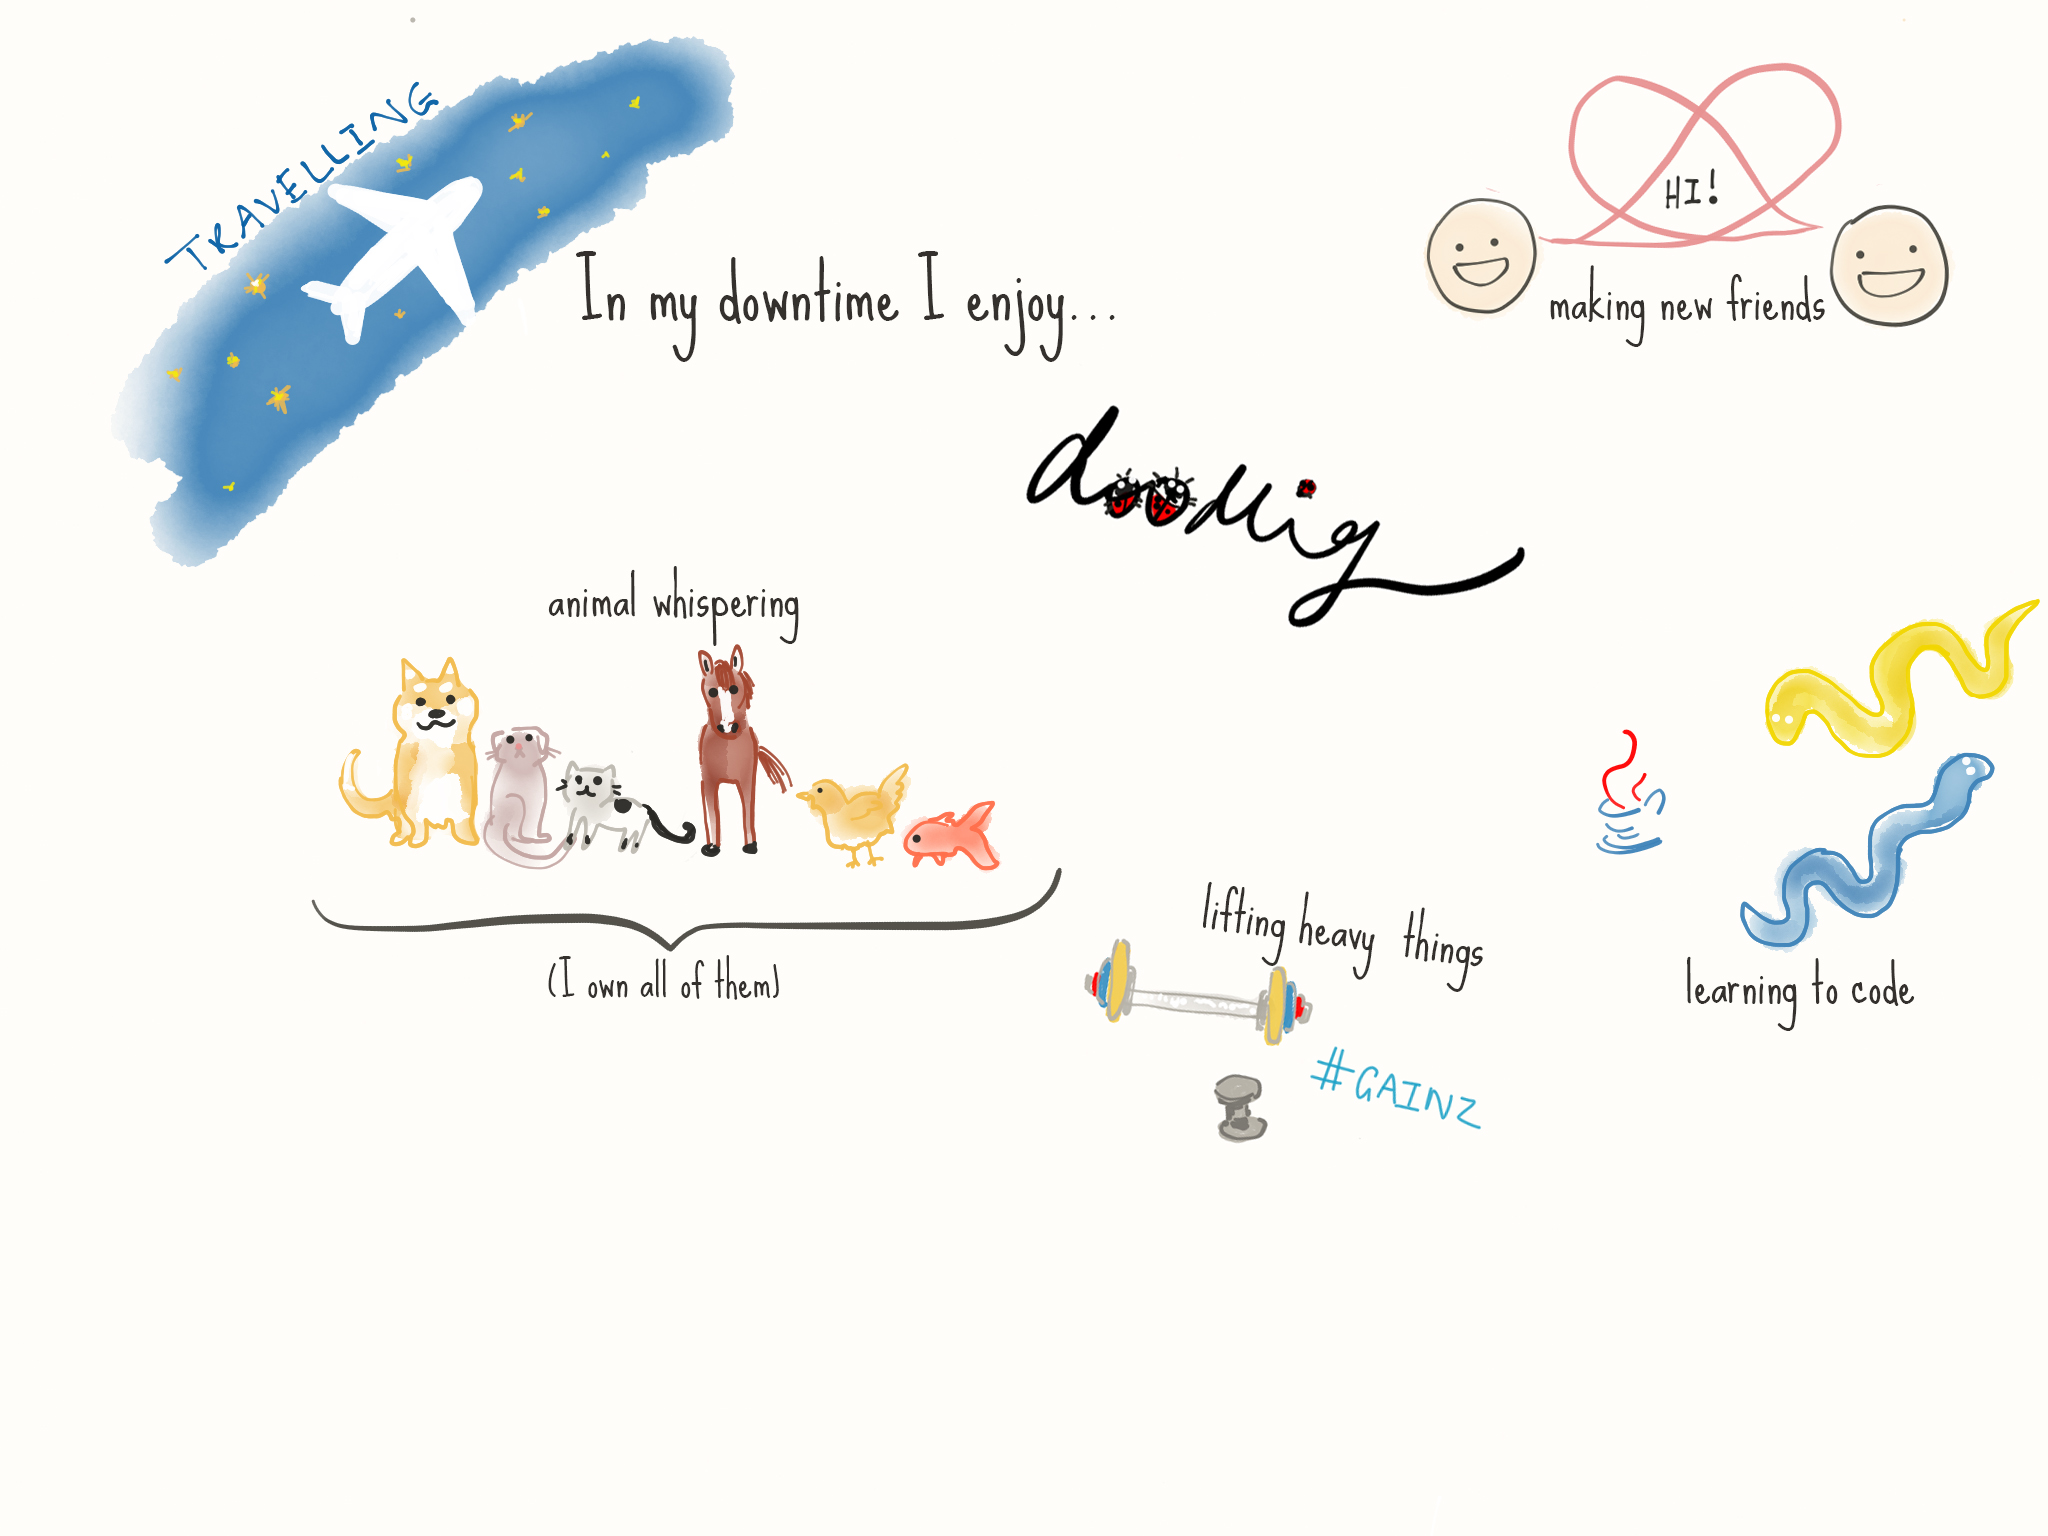 TRAVELLING
In my downtime I enjoy...
HI!
making new friends
doodling
animal whispering
(I own all of them)
lifting heavy things
#GAINZ
learning to code